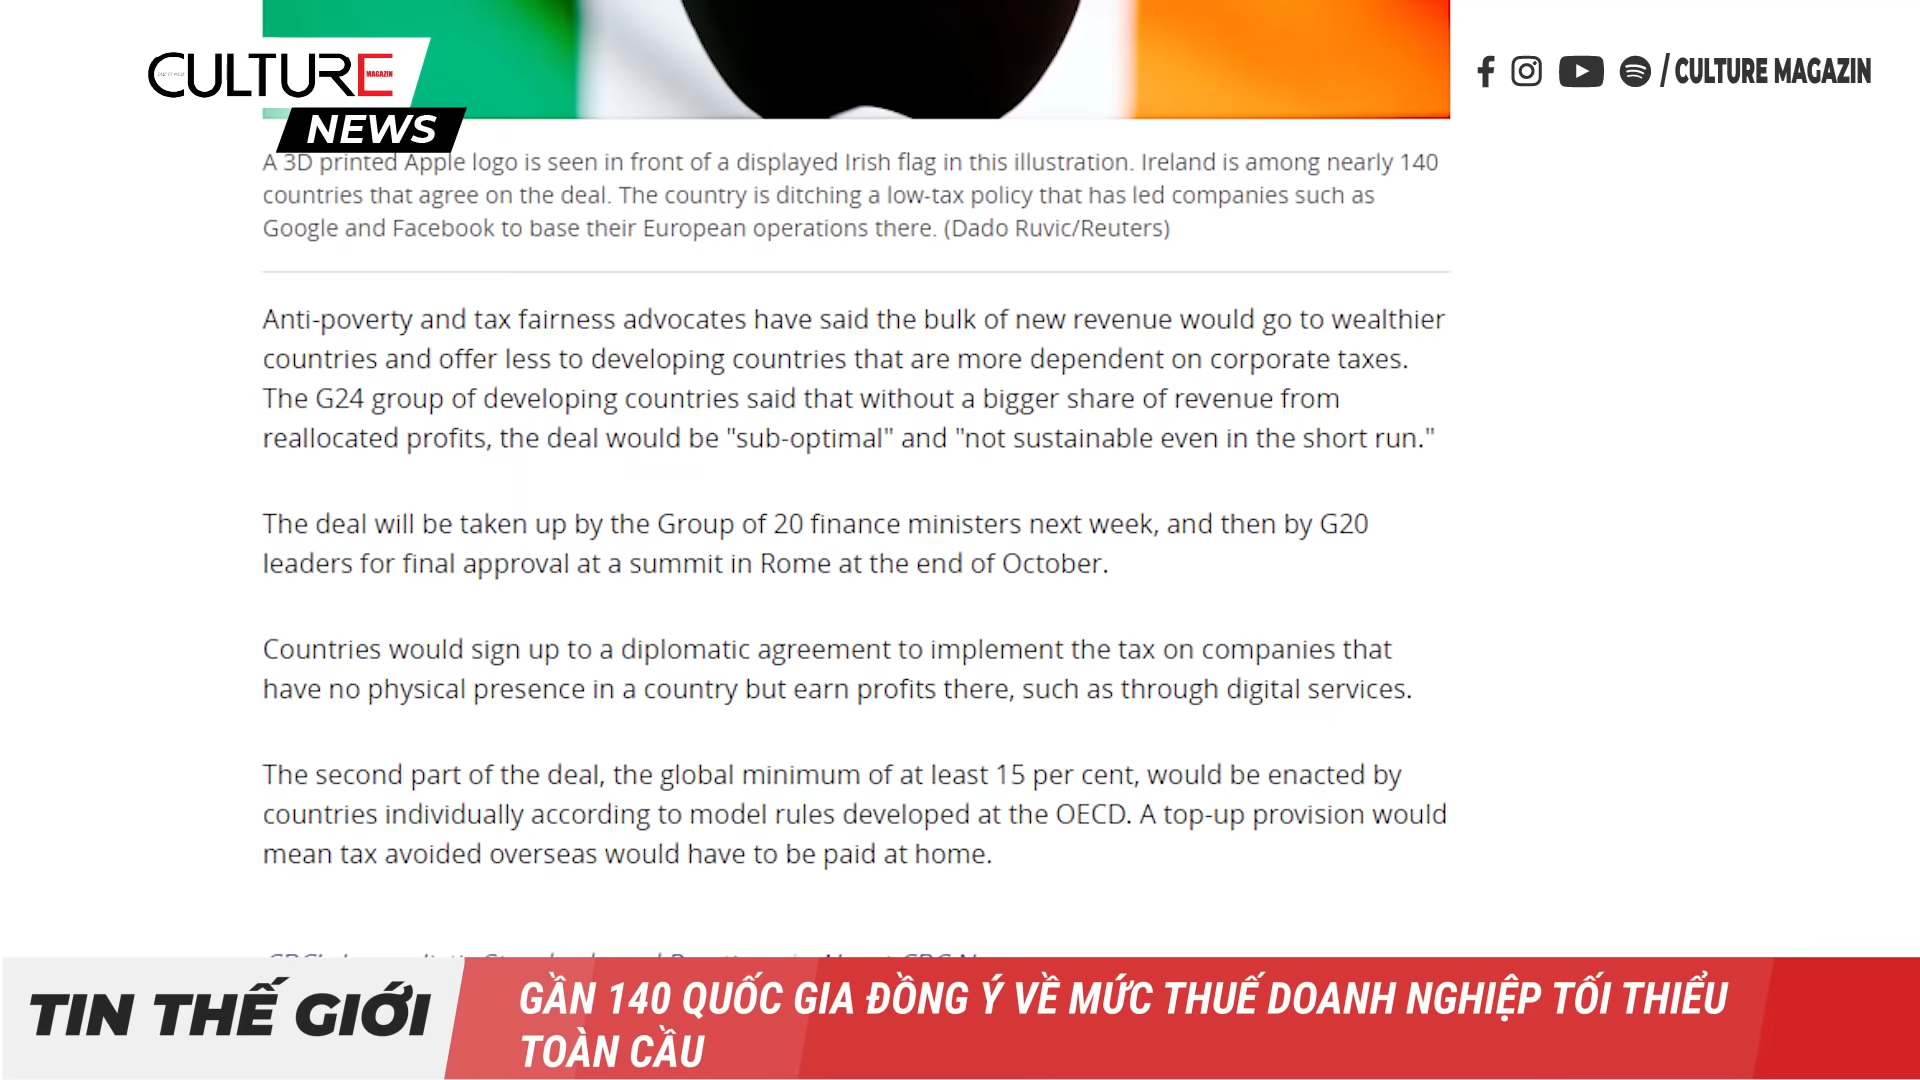 CULTURE
MAGAZIN
NEWS
/ CULTURE MAGAZIN
A 3D printed Apple logo is seen in front of a displayed Irish flag in this illustration. Ireland is among nearly 140
countries that agree on the deal. The country is ditching a low-tax policy that has led companies such as
Google and Facebook to base their European operations there. (Dado Ruvic/Reuters)
Anti-poverty and tax fairness advocates have said the bulk of new revenue would go to wealthier
countries and offer less to developing countries that are more dependent on corporate taxes.
The G24 group of developing countries said that without a bigger share of revenue from
reallocated profits, the deal would be "sub-optimal" and "not sustainable even in the short run."
The deal will be taken up by the Group of 20 finance ministers next week, and then by G20
leaders for final approval at a summit in Rome at the end of October.
Countries would sign up to a diplomatic agreement to implement the tax on companies that
have no physical presence in a country but earn profits there, such as through digital services.
The second part of the deal, the global minimum of at least 15 per cent, would be enacted by
countries individually according to model rules developed at the OECD. A top-up provision would
mean tax avoided overseas would have to be paid at home.
TIN THẾ GIỚI
GẦN 140 QUỐC GIA ĐỒNG Ý VỀ MỨC THUẾ DOANH NGHIỆP TỐI THIỂU
TOÀN CẦU